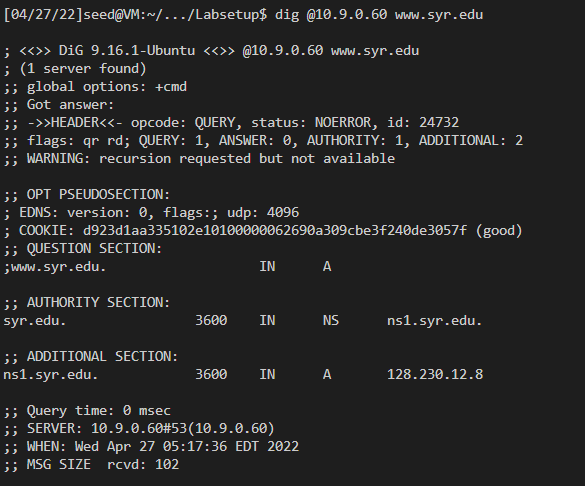 [04/27/22]seed@VM:~/.../Labsetup$ dig @10.9.0.60 www.syr.edu

; <<>> DiG 9.16.1-Ubuntu <<>> @10.9.0.60 www.syr.edu
; (1 server found)
;; global options: +cmd
;; Got answer:
;; ->>HEADER<<- opcode: QUERY, status: NOERROR, id: 24732
;; flags: qr rd; QUERY: 1, ANSWER: 0, AUTHORITY: 1, ADDITIONAL: 2
;; WARNING: recursion requested but not available

;; OPT PSEUDOSECTION:
; EDNS: version: 0, flags:; udp: 4096
; COOKIE: d923d1aa335102e10100000062690a309cbe3f240de3057f (good)
;; QUESTION SECTION:
;www.syr.edu. IN A

;; AUTHORITY SECTION:
syr.edu. 3600 IN NS ns1.syr.edu.

;; ADDITIONAL SECTION:
ns1.syr.edu. 3600 IN A 128.230.12.8

;; Query time: 0 msec
;; SERVER: 10.9.0.60#53(10.9.0.60)
;; WHEN: Wed Apr 27 05:17:36 EDT 2022
;; MSG SIZE rcvd: 102